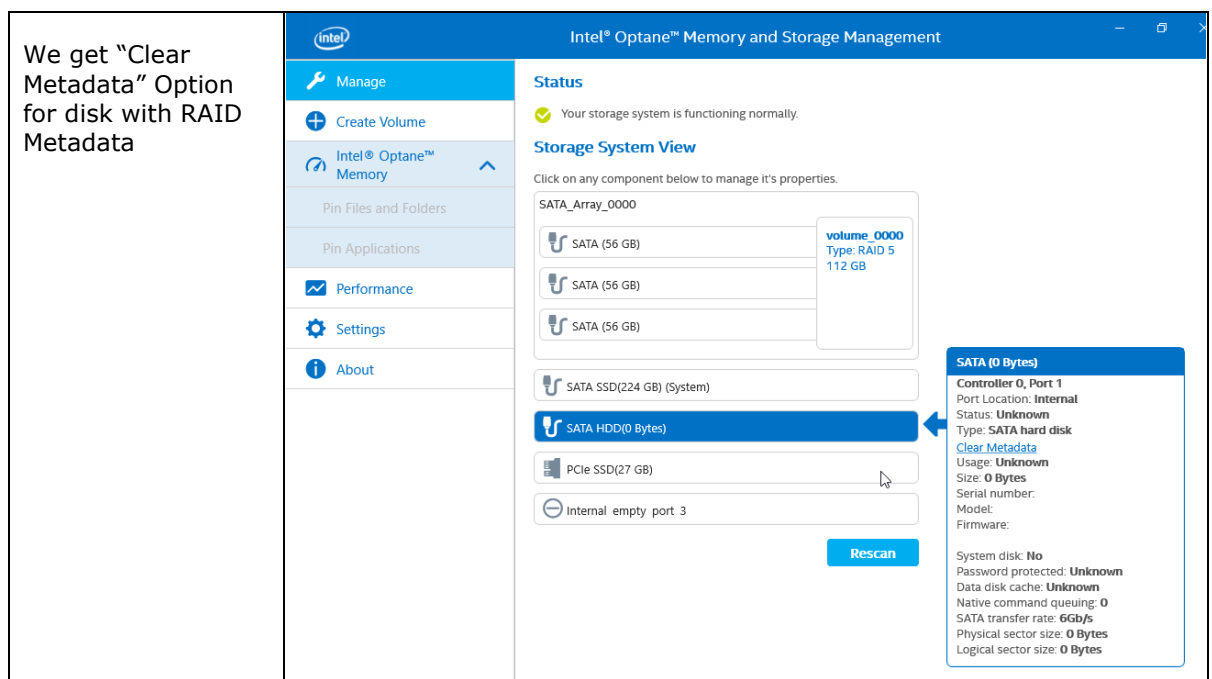 We get “Clear
Metadata” Option
for disk with RAID
Metadata
intel
Intel® Optane™ Memory and Storage Management
Manage
Create Volume
Intel® Optane™
Memory
Pin Files and Folders
Pin Applications
Performance
Settings
About
Status
Your storage system is functioning normally.
Storage System View
Click on any component below to manage it's properties.
SATA_Array_0000
SATA (56 GB)
SATA (56 GB)
SATA (56 GB)
volume_0000
Type: RAID 5
112 GB
SATA SSD(224 GB) (System)
SATA HDD(0 Bytes)
PCIe SSD(27 GB)
Internal empty port 3
Rescan
SATA (0 Bytes)
Controller 0, Port 1
Port Location: Internal
Status: Unknown
Type: SATA hard disk
Clear Metadata
Usage: Unknown
Size: 0 Bytes
Serial number:
Model:
Firmware:
System disk: No
Password protected: Unknown
Data disk cache: Unknown
Native command queuing: 0
SATA transfer rate: 6Gb/s
Physical sector size: 0 Bytes
Logical sector size: 0 Bytes